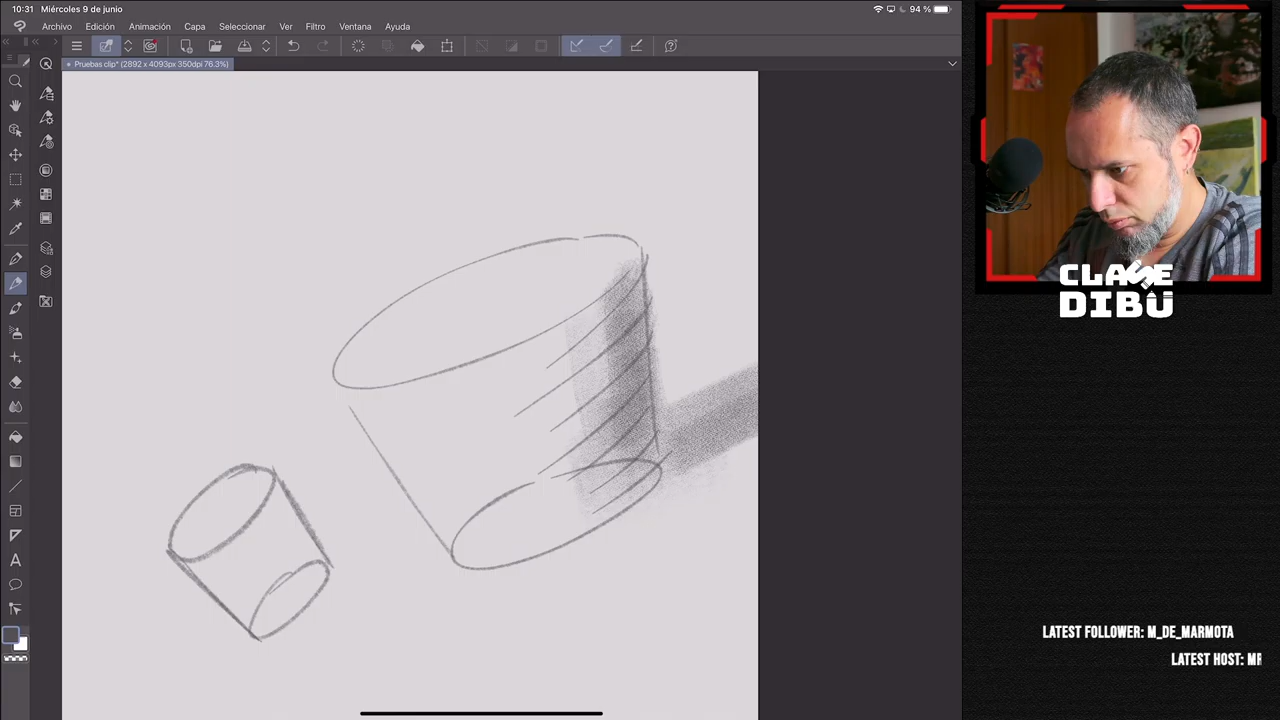 10:31 Miércoles 9 de junio
94 %
Archivo Edición Animación Capa Seleccionar Ver Filtro Ventana Ayuda
Pruebas clip* (2892 x 4093px 350dpi 76.3%)
A
CLASE
DIBU
LATEST FOLLOWER: M_DE_MARMOTA
LATEST HOST: MR